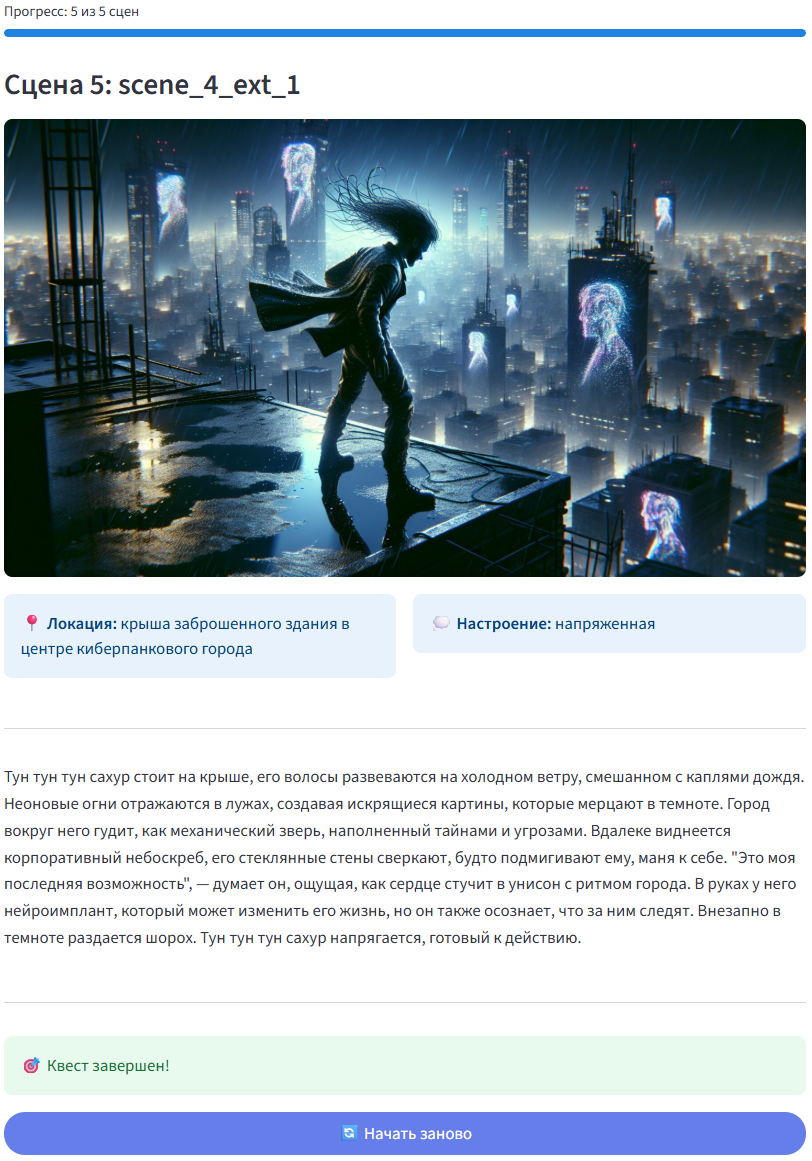 Прогресс: 5 из 5 сцен
Сцена 5: scene_4_ext_1
Локация: крыша заброшенного здания в
центре киберпанкового города
Настроение: напряженная
Тун тун тун сахур стоит на крыше, его волосы развеваются на холодном ветру, смешанном с каплями дождя.
Неоновые огни отражаются в лужах, создавая искрящиеся картины, которые мерцают в темноте. Город
вокруг него гудит, как механический зверь, наполненный тайнами и угрозами. Вдалеке виднеется
корпоративный небоскреб, его стеклянные стены сверкают, будто подмигивают ему, маня к себе. "Это моя
последняя возможность", — думает он, ощущая, как сердце стучит в унисон с ритмом города. В руках у него
нейроимплант, который может изменить его жизнь, но он также осознает, что за ним следят. Внезапно в
темноте раздается шорох. Тун тун тун сахур напрягается, готовый к действию.
Квест завершен!
Начать заново